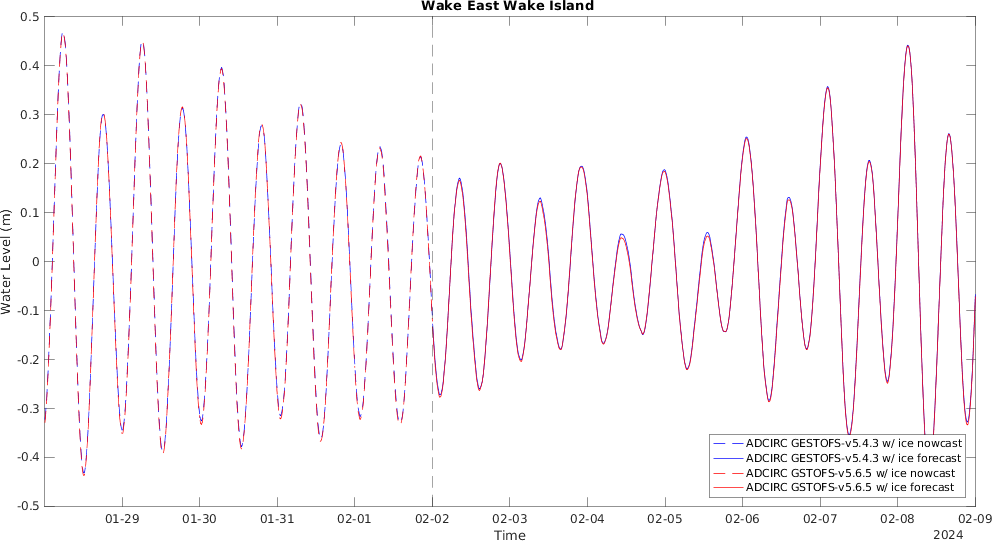 Wake East Wake Island
Water Level (m)
0.5
0.4
0.3
0.2
0.1
0
-0.1
-0.2
-0.3
-0.4
-0.5
ADCIRC GESTOFS-v5.4.3 w/ ice nowcast
ADCIRC GESTOFS-v5.4.3 w/ ice forecast
ADCIRC GSTOFS-v5.6.5 w/ ice nowcast
ADCIRC GSTOFS-v5.6.5 w/ ice forecast
01-29 01-30 01-31 02-01 02-02 02-03 02-04 02-05 02-06 02-07 02-08 02-09
Time
2024